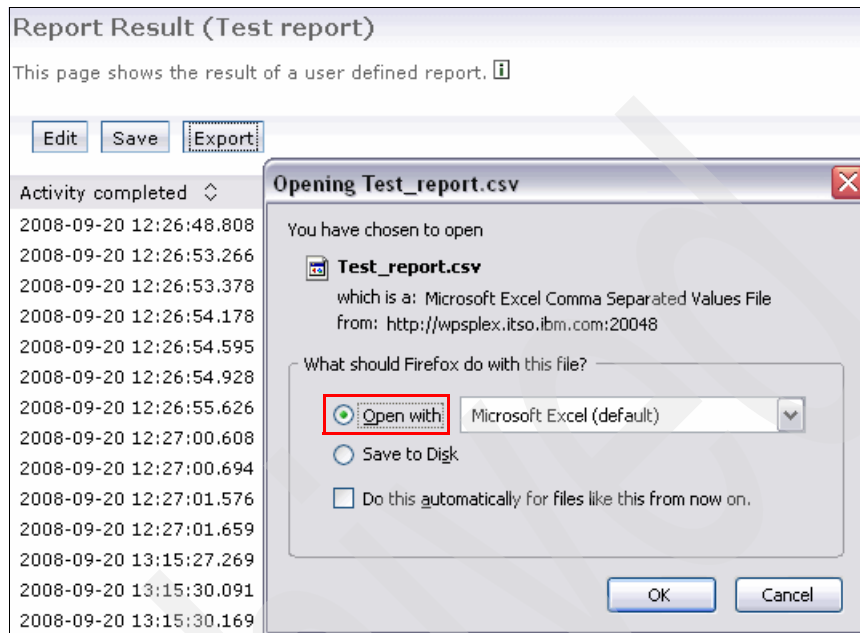 Report Result (Test report)
This page shows the result of a user defined report. i
Edit Save Export
Activity completed
2008-09-20 12:26:48.808
2008-09-20 12:26:53.266
2008-09-20 12:26:53.378
2008-09-20 12:26:54.178
2008-09-20 12:26:54.595
2008-09-20 12:26:54.928
2008-09-20 12:26:55.626
2008-09-20 12:27:00.608
2008-09-20 12:27:00.694
2008-09-20 12:27:01.576
2008-09-20 12:27:01.659
2008-09-20 13:15:27.269
2008-09-20 13:15:30.091
2008-09-20 13:15:30.169
Opening Test_report.csv
You have chosen to open
Test_report.csv
which is a: Microsoft Excel Comma Separated Values File
from: http://wpsplex.itso.ibm.com:20048
What should Firefox do with this file?
Open with Microsoft Excel (default)
Save to Disk
Do this automatically for files like this from now on.
OK Cancel